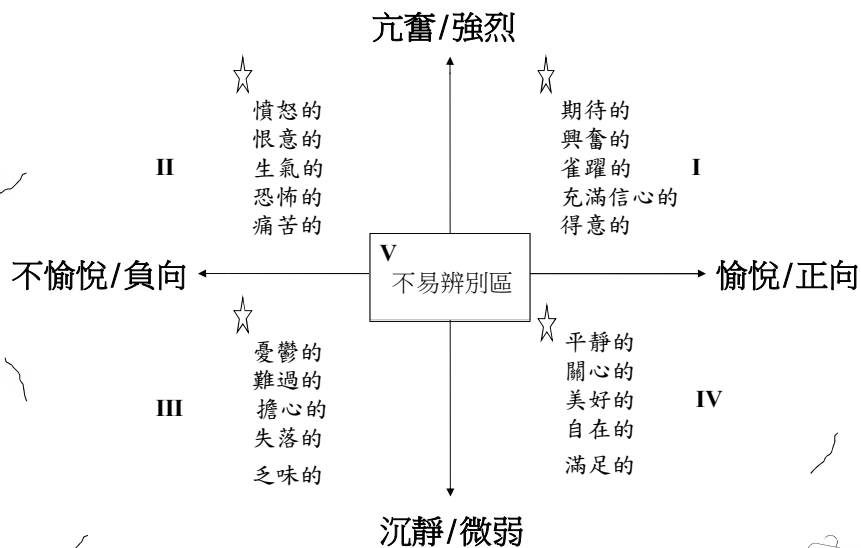 亢奮/強烈
憤怒的
恨意的
生氣的
恐怖的
痛苦的
II
期待的
興奮的
雀躍的
充滿信心的
得意的
I
V
不易辨別區
不愉悅/負向
愉悅/正向
憂鬱的
難過的
擔心的
失落的
乏味的
III
平靜的
關心的
美好的
自在的
滿足的
IV
沉靜/微弱